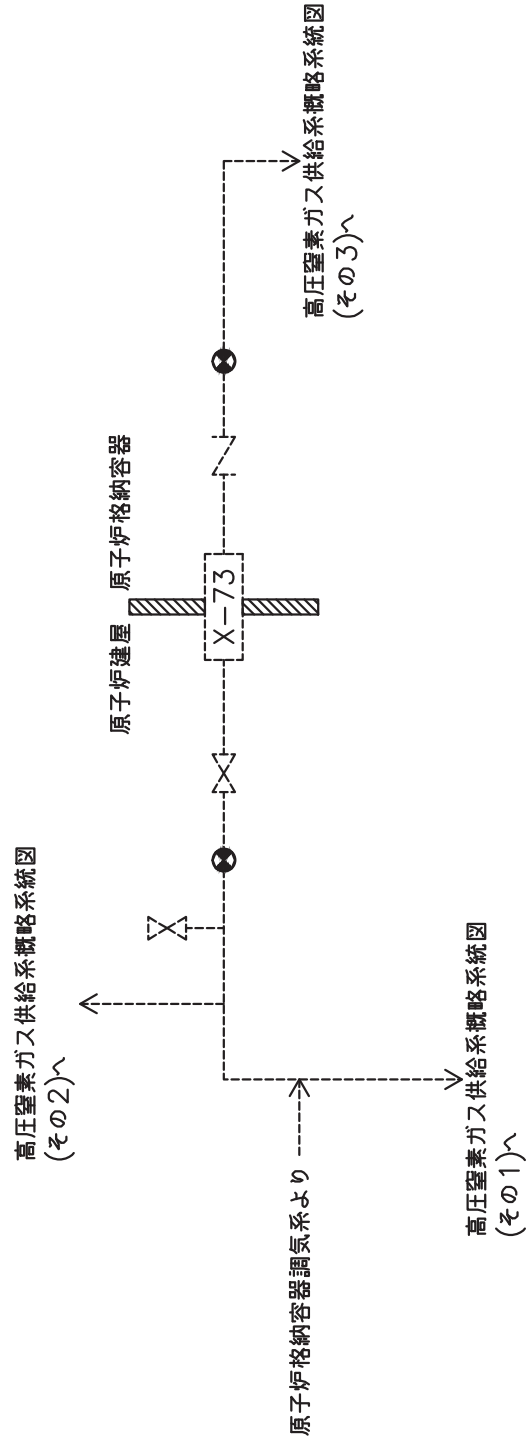 高圧窒素ガス供給系概略系統図
(その2)へ
原子炉建屋
原子炉格納容器
X-73
原子炉格納容器調気系より
高圧窒素ガス供給系概略系統図
(その1)へ
高圧窒素ガス供給系概略系統図
(その3)へ